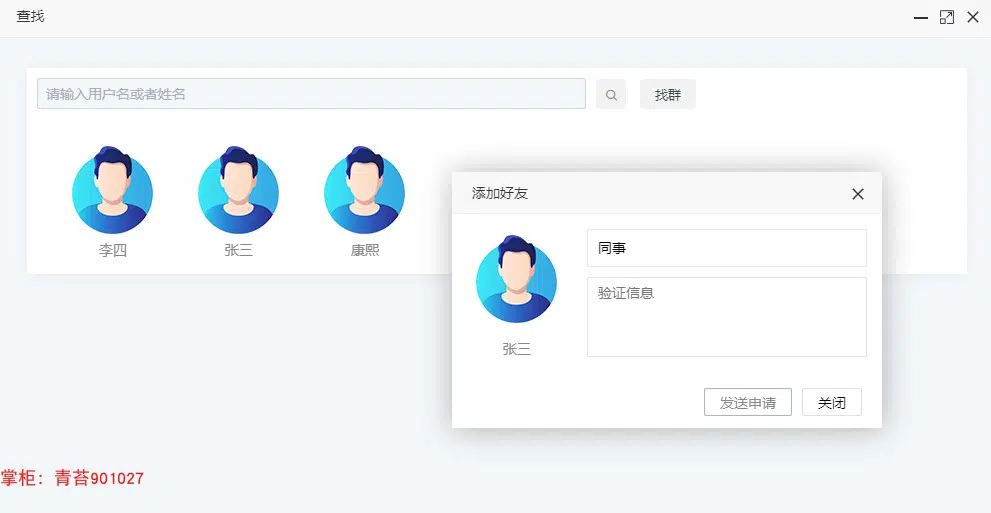 查找
请输入用户名或者姓名
找群
李四
张三
康熙
添加好友
同事
验证信息
张三
发送申请
关闭
掌柜：青苔901027